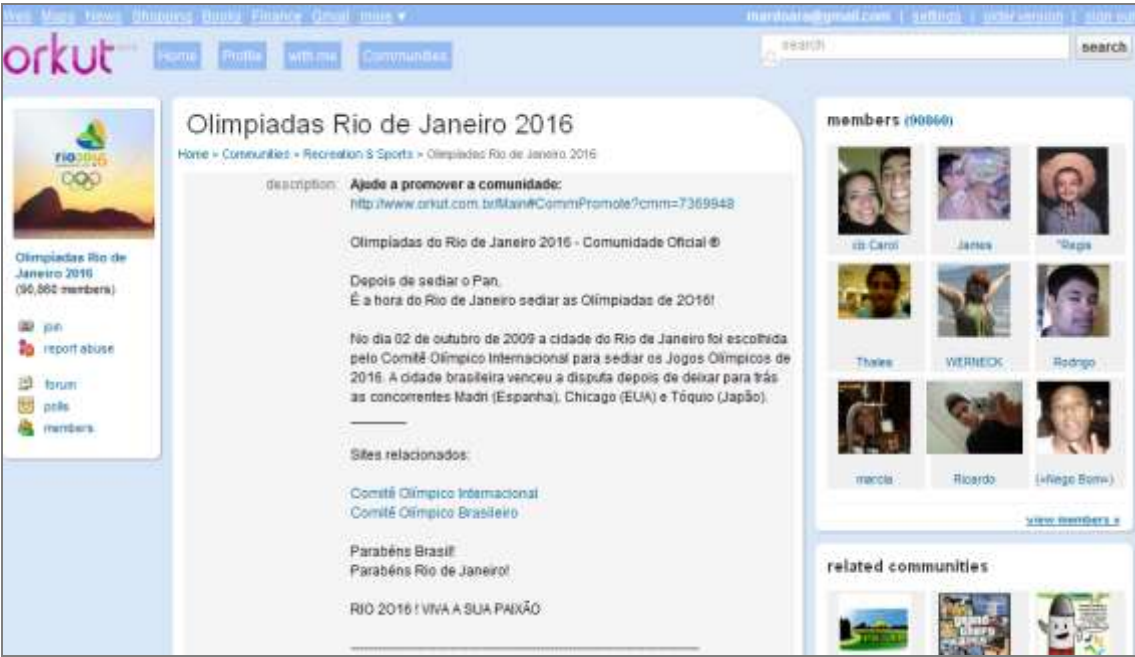 Web Maps News Shopping Books Finance Gmail more ▼
mardoara@gmail.com | settings | older version | sign out
orkut
Home Profile with me Communities
search
search
RIO2016
Olimpiadas Rio de
Janeiro 2016
(90,860 members)
join
report abuse
forum
polls
members
Olimpiadas Rio de Janeiro 2016
Home > Communities > Recreation & Sports > Olimpiadas Rio de Janeiro 2016
description: Ajude a promover a comunidade:
http://www.orkut.com.br/Main#CommPromote?cmm=7369948
Olimpíadas do Rio de Janeiro 2016 - Comunidade Oficial ®
Depois de sediar o Pan,
É a hora do Rio de Janeiro sediar as Olímpiadas de 2O16!
No dia 02 de outubro de 2009 a cidade do Rio de Janeiro foi escolhida
pelo Comitê Olímpico Internacional para sediar os Jogos Olímpicos de
2016. A cidade brasileira venceu a disputa depois de deixar para trás
as concorrentes Madri (Espanha), Chicago (EUA) e Tóquio (Japão).
Sites relacionados:
Comitê Olímpico Internacional
Comitê Olímpico Brasileiro
Parabéns Brasil!
Parabéns Rio de Janeiro!
RIO 2O16 ! VIVA A SUA PAIXÃO
members (90860)
Carol
James
*Regis
Thales
WERNECK
Rodrigo
marcia
Ricardo
(»Nego Bom«)
view members »
related communities